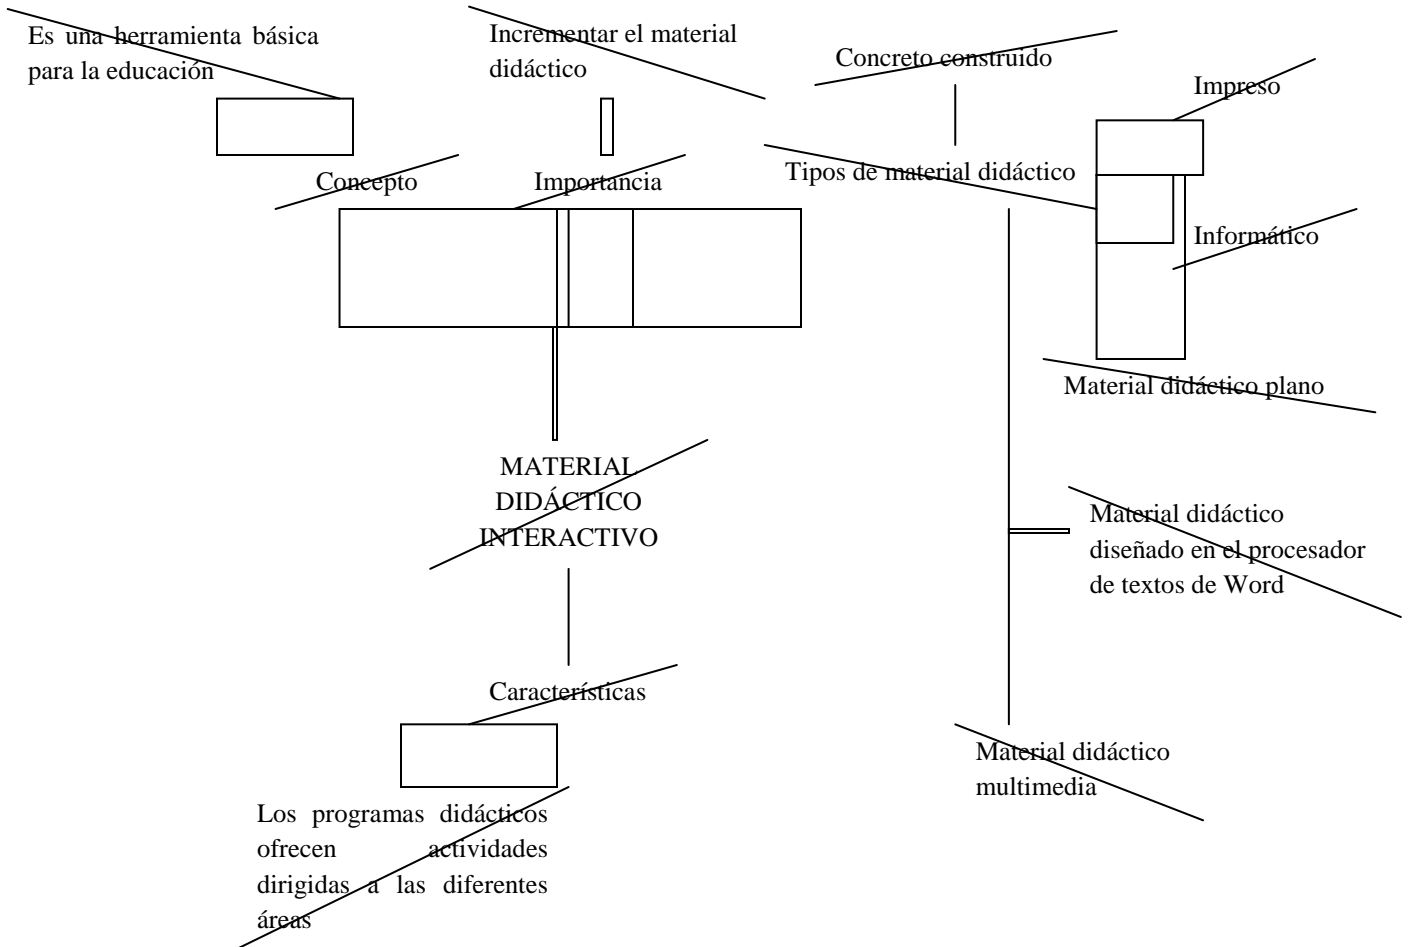 Es una herramienta básica
para la educación
Incrementar el material
didáctico
Concreto construido
Impreso
Concepto
Importancia
Tipos de material didáctico
Informático
Material didáctico plano
MATERIAL
DIDÁCTICO
INTERACTIVO
Material didáctico
diseñado en el procesador
de textos de Word
Características
Material didáctico
multimedia
Los programas didácticos
ofrecen actividades
dirigidas a las diferentes
áreas